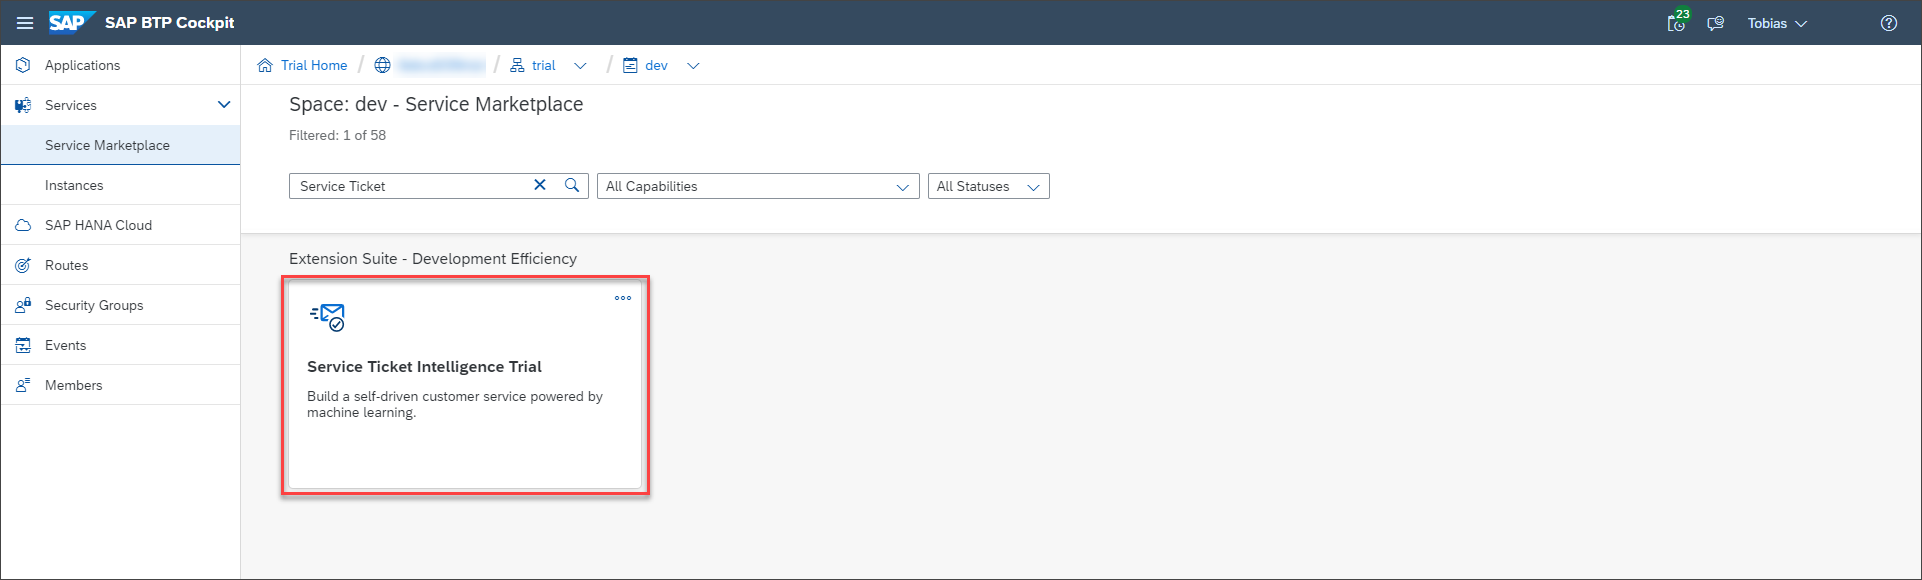 SAP SAP BTP Cockpit
23
Tobias
Applications
Services
Service Marketplace
Instances
SAP HANA Cloud
Routes
Security Groups
Events
Members
Trial Home / / trial / dev
Space: dev - Service Marketplace
Filtered: 1 of 58
Service Ticket
All Capabilities
All Statuses
Extension Suite - Development Efficiency
Service Ticket Intelligence Trial
Build a self-driven customer service powered by
machine learning.